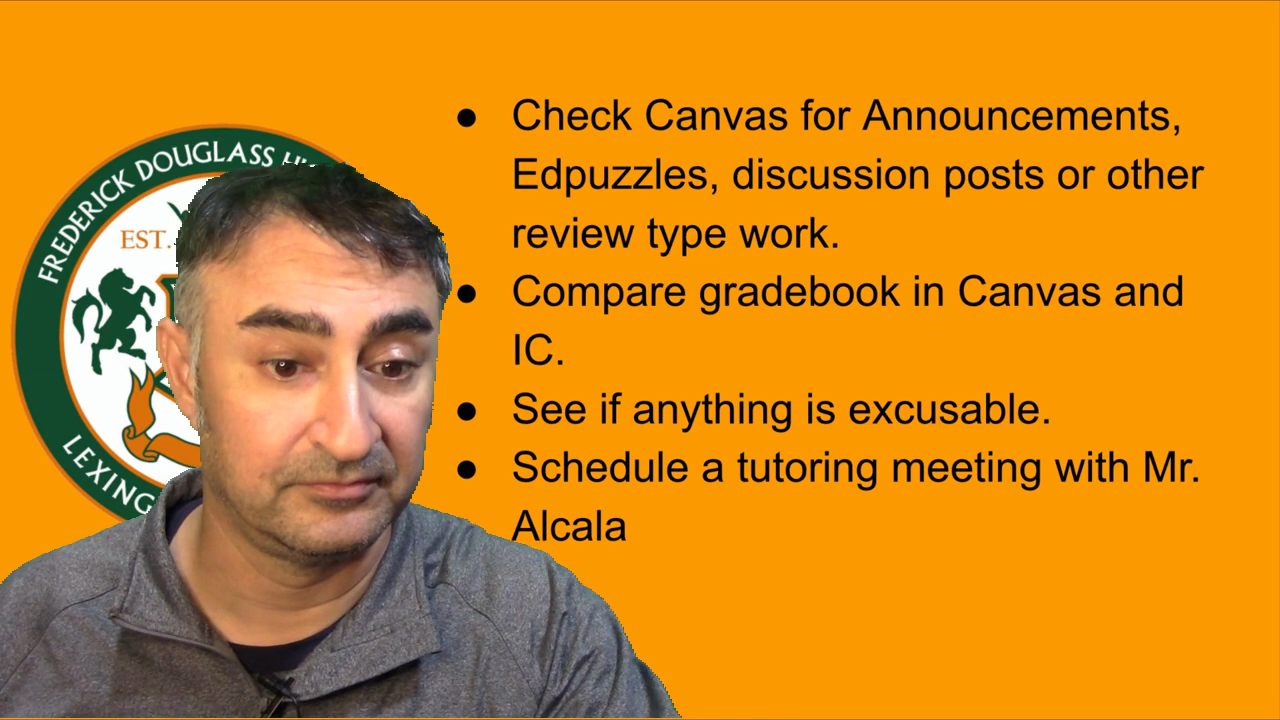 FREDERICK DOUGLASS
EST.
● Check Canvas for Announcements,
Edpuzzles, discussion posts or other
review type work.
● Compare gradebook in Canvas and
IC.
● See if anything is excusable.
● Schedule a tutoring meeting with Mr.
Alcala